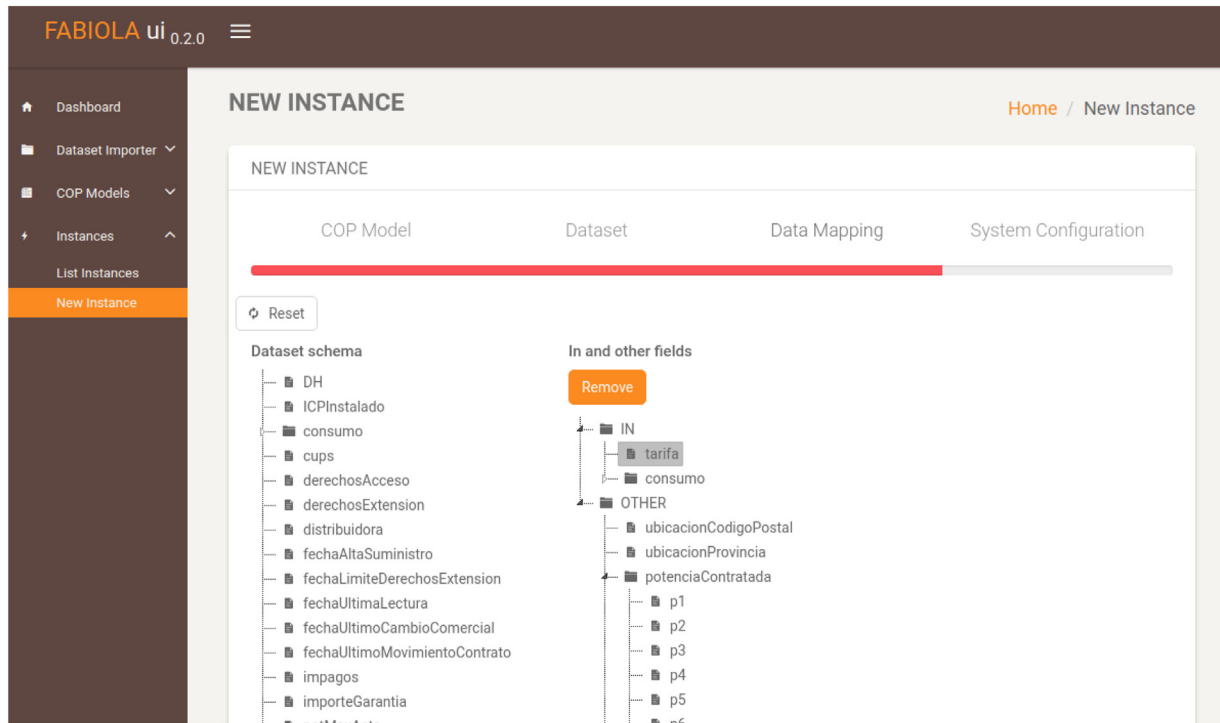 FABIOLA ui 0.2.0
Dashboard
Dataset Importer
COP Models
Instances
List Instances
New Instance
NEW INSTANCE
Home / New Instance
NEW INSTANCE
COP Model Dataset Data Mapping System Configuration
Reset
Dataset schema
DH
ICPInstalado
consumo
cups
derechosAcceso
derechosExtension
distribuidora
fechaAltaSuministro
fechaLimiteDerechosExtension
fechaUltimaLectura
fechaUltimoCambioComercial
fechaUltimoMovimientoContrato
impagos
importeGarantia
In and other fields
Remove
IN
tarifa
consumo
OTHER
ubicacionCodigoPostal
ubicacionProvincia
potenciaContratada
p1
p2
p3
p4
p5
p6